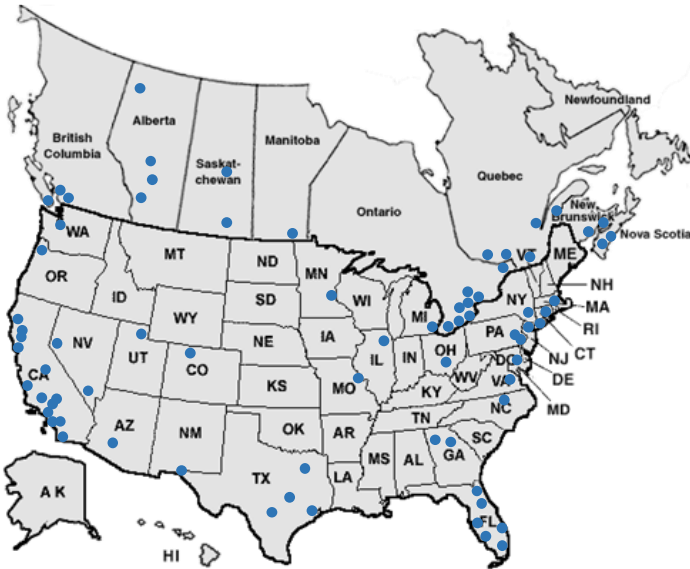 Newfoundland
Alberta
British
Columbia
Saskat-
chewan
Manitoba
Quebec
Ontario
New
Brunswick
Nova Scotia
WA
MT
ND
MN
VT
ME
OR
ID
SD
WI
MI
NY
NH
MA
RI
CT
WY
NV
UT
NE
IA
PA
NJ
IL
IN
OH
DC
DE
CA
CO
KS
MO
WV
VA
KY
MD
AZ
NM
OK
AR
TN
NC
SC
TX
LA
MS
AL
GA
FL
AK
HI